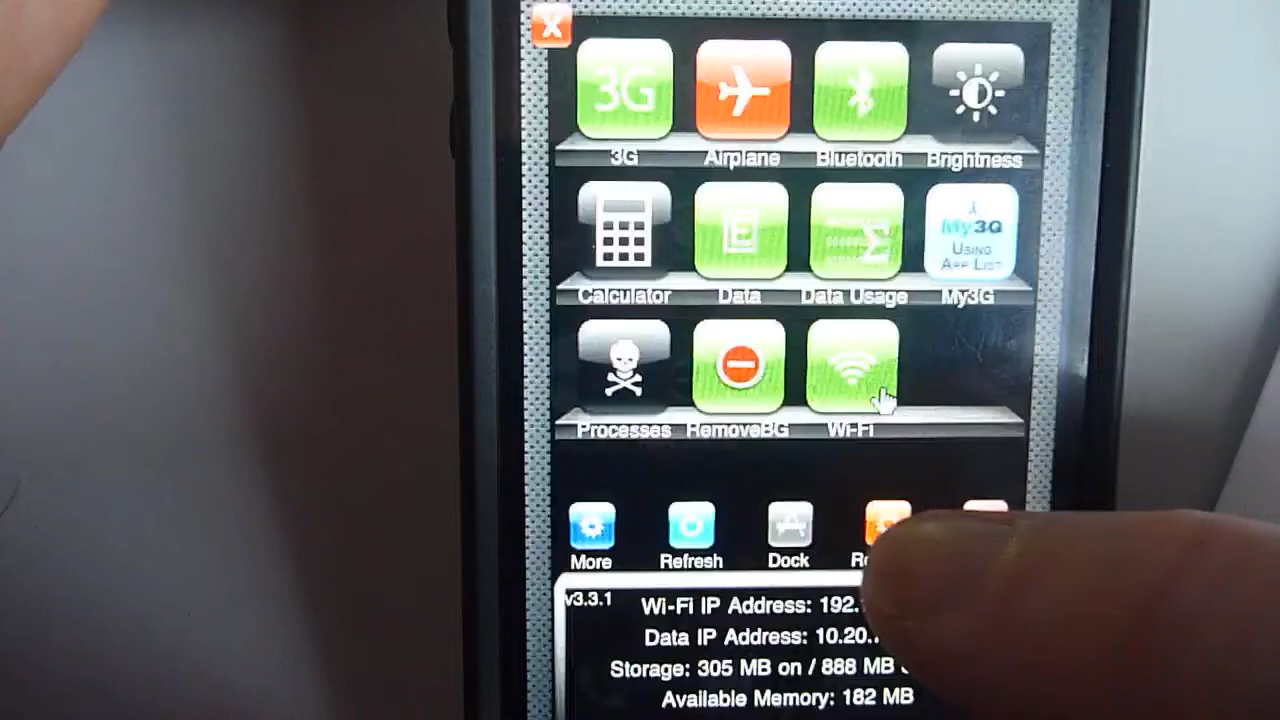 X
3G
3G Airplane Bluetooth Brightness
E Σ My3G
USING
APP LIST
Calculator Data Data Usage My3G
Processes RemoveBG Wi-Fi
More Refresh Dock
v3.3.1 Wi-Fi IP Address: 192.
Data IP Address: 10.20.
Storage: 305 MB on / 888 MB
Available Memory: 182 MB